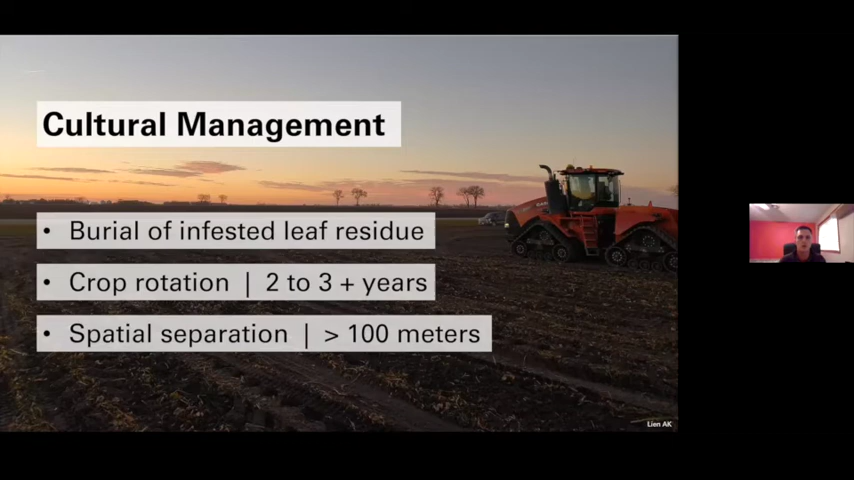 Cultural Management
• Burial of infested leaf residue
• Crop rotation | 2 to 3 + years
• Spatial separation | > 100 meters
Lien AK